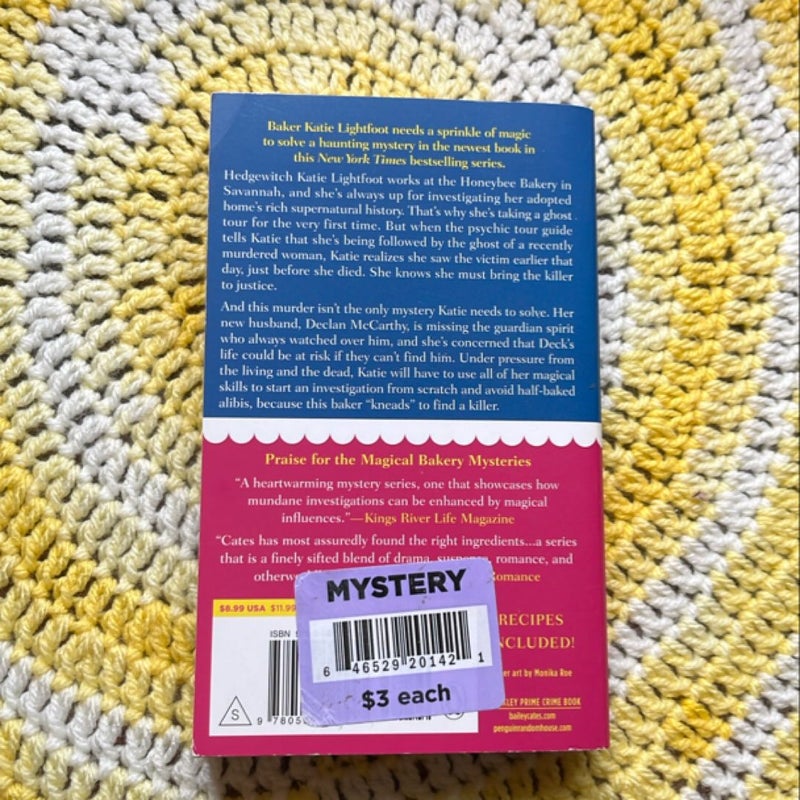 Baker Katie Lightfoot needs a sprinkle of magic
to solve a haunting mystery in the newest book in
this New York Times bestselling series.
Hedgewitch Katie Lightfoot works at the Honeybee Bakery in
Savannah, and she's always up for investigating her adopted
home's rich supernatural history. That's why she's taking a ghost
tour for the very first time. But when the psychic tour guide
tells Katie that she's being followed by the ghost of a recently
murdered woman, Katie realizes she saw the victim earlier that
day, just before she died. She knows she must bring the killer
to justice.
And this murder isn't the only mystery Katie needs to solve. Her
new husband, Declan McCarthy, is missing the guardian spirit
who always watched over him, and she's concerned that Deck's
life could be at risk if they can't find him. Under pressure from
the living and the dead, Katie will have to use all of her magical
skills to start an investigation from scratch and avoid half-baked
alibis, because this baker “kneads” to find a killer.
Praise for the Magical Bakery Mysteries
“A heartwarming mystery series, one that showcases how
mundane investigations can be enhanced by magical
influences.”—Kings River Life Magazine
“Cates has most assuredly found the right ingredients...a series
that is a finely sifted blend of drama, suspense, romance, and
MYSTERY
6 46529 20142 1
$3 each
$8.99 USA $11.99
ISBN
S
9 78050
RECIPES
art by Monika Roe
PRIME CRIME BOOK
baileycates.com
penguinrandomhouse.com